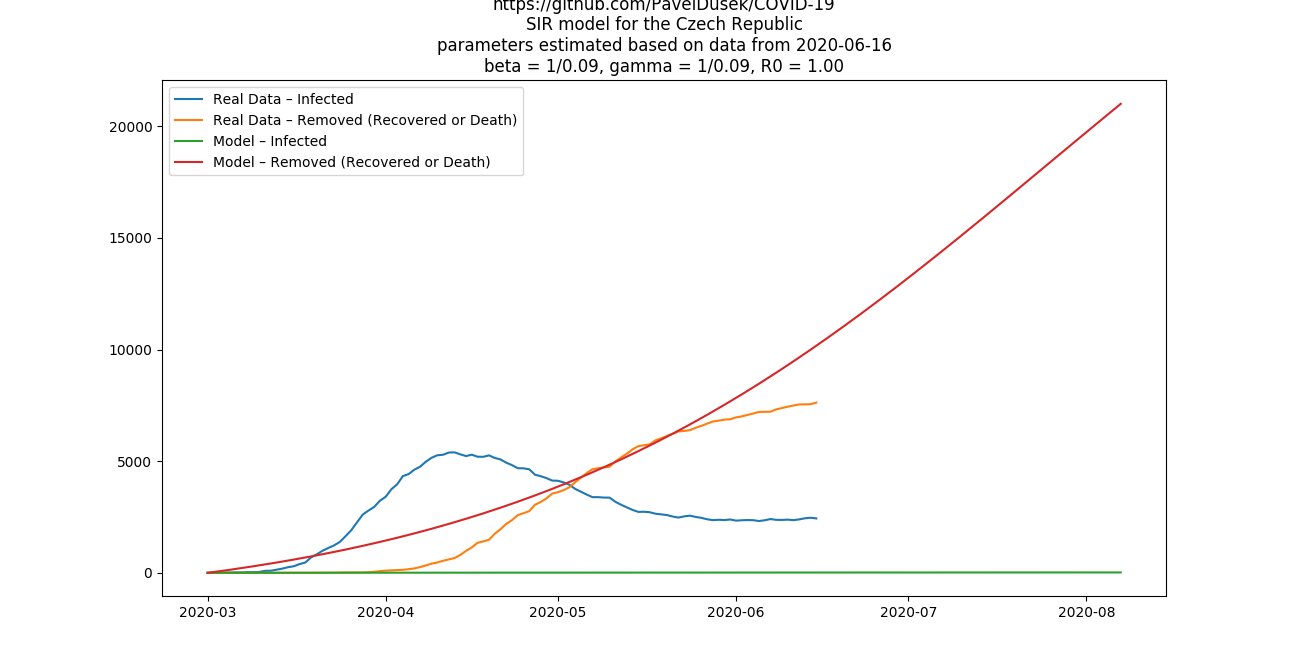 https://github.com/PavelDusek/COVID-19
SIR model for the Czech Republic
parameters estimated based on data from 2020-06-16
beta = 1/0.09, gamma = 1/0.09, R0 = 1.00
Real Data – Infected
Real Data – Removed (Recovered or Death)
Model – Infected
Model – Removed (Recovered or Death)
20000
15000
10000
5000
0
2020-03 2020-04 2020-05 2020-06 2020-07 2020-08